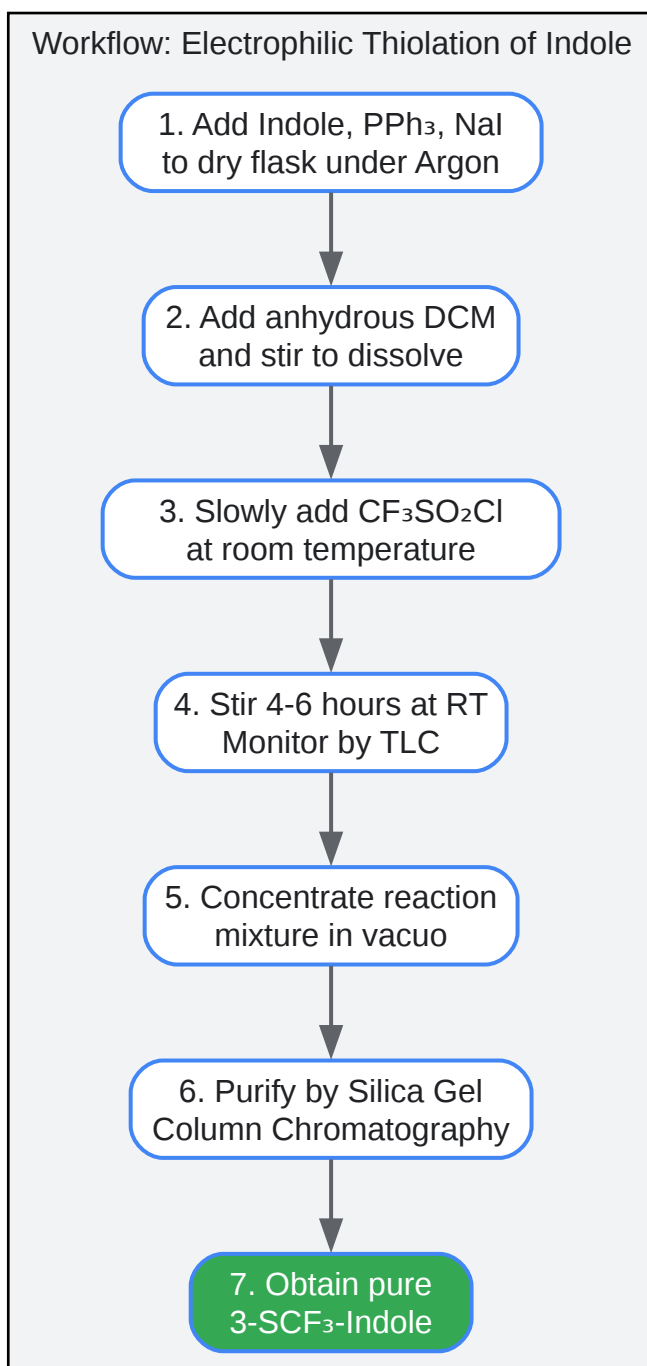 Workflow: Electrophilic Thiolation of Indole
1. Add Indole, PPh₃, NaI
to dry flask under Argon
2. Add anhydrous DCM
and stir to dissolve
3. Slowly add CF₃SO₂Cl
at room temperature
4. Stir 4-6 hours at RT
Monitor by TLC
5. Concentrate reaction
mixture in vacuo
6. Purify by Silica Gel
Column Chromatography
7. Obtain pure
3-SCF₃-Indole